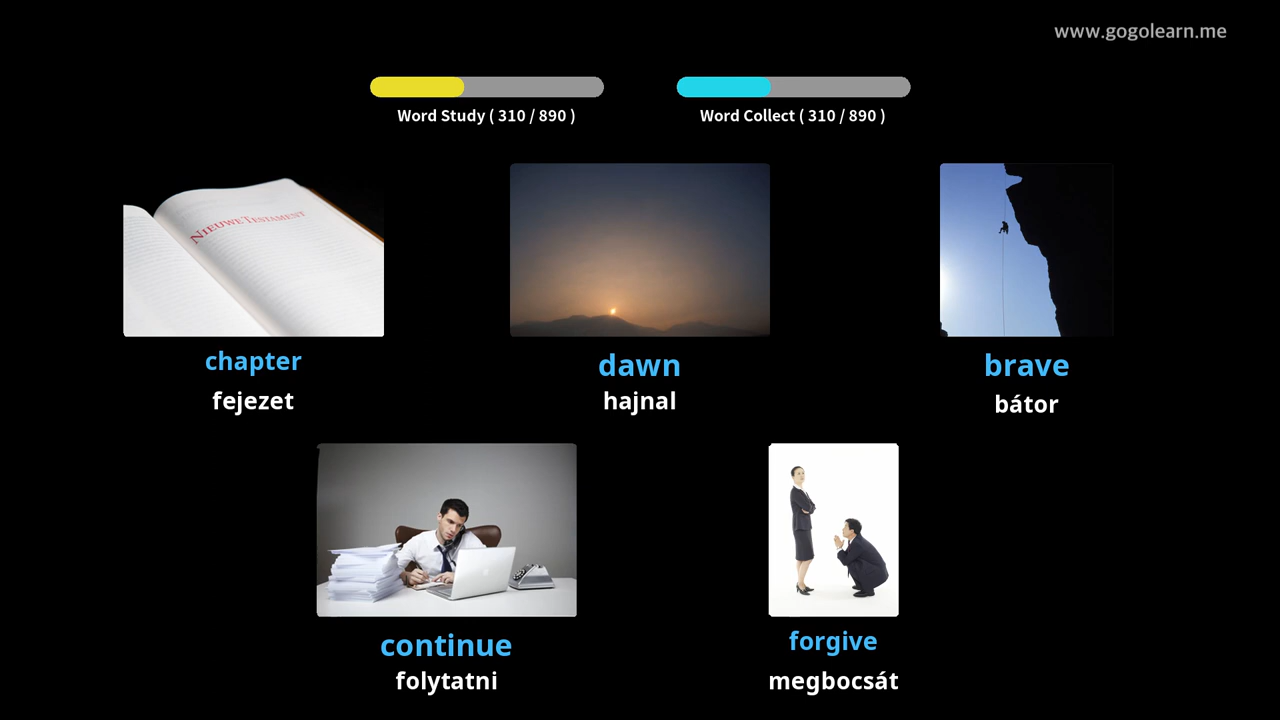 www.gogolearn.me
Word Study ( 310 / 890 )
Word Collect ( 310 / 890 )
NIEUWE TESTAMENT
chapter
fejezet
dawn
hajnal
brave
bátor
continue
folytatni
forgive
megbocsát